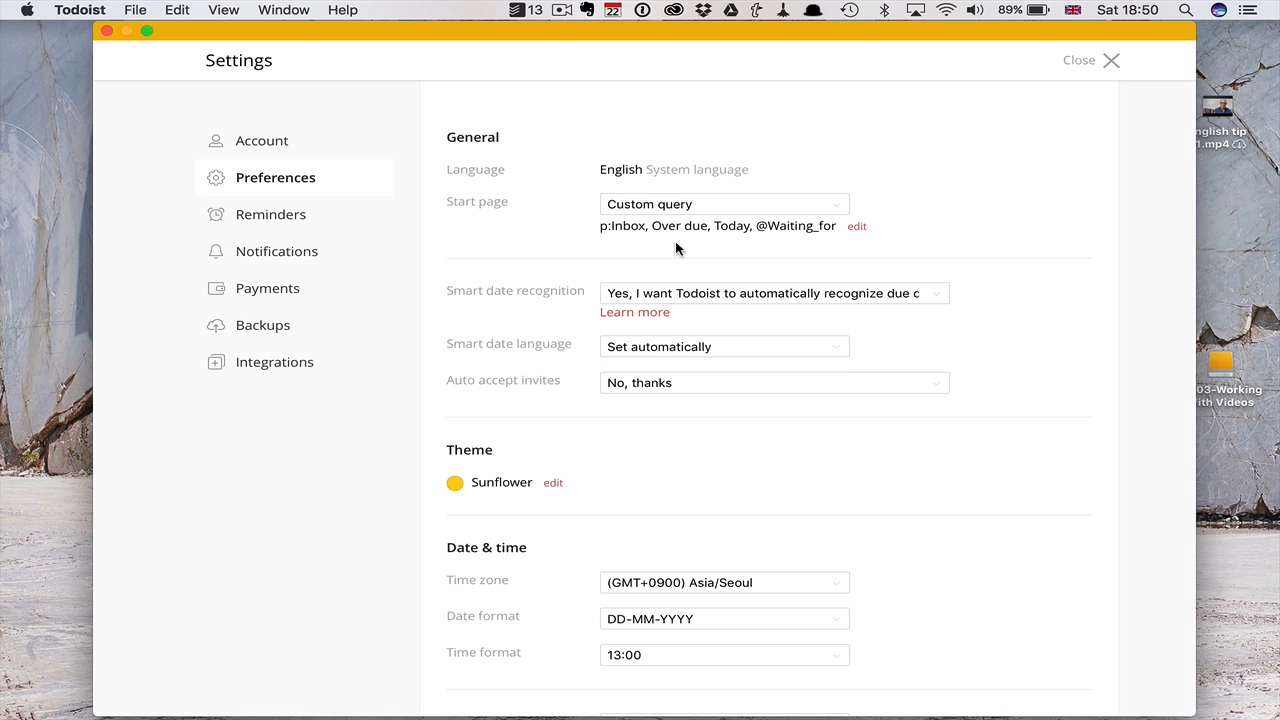 Todoist File Edit View Window Help 13 22 89% Sat 18:50
Settings
Close
Account
Preferences
Reminders
Notifications
Payments
Backups
Integrations
General
Language English System language
Start page Custom query
p:Inbox, Over due, Today, @Waiting_for edit
Smart date recognition Yes, I want Todoist to automatically recognize due d
Learn more
Smart date language Set automatically
Auto accept invites No, thanks
Theme
Sunflower edit
Date & time
Time zone (GMT+0900) Asia/Seoul
Date format DD-MM-YYYY
Time format 13:00
nglish tip
1.mp4
03-Working
ith Videos